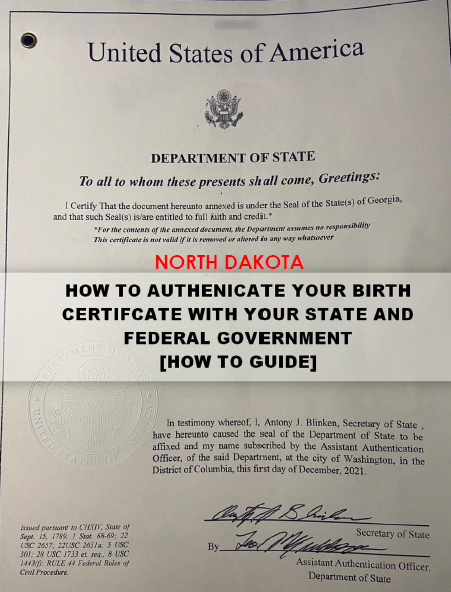 United States of America
DEPARTMENT OF STATE
To all to whom these presents shall come, Greetings:
I Certify That the document hereunto annexed is under the Seal of the State(s) of Georgia,
and that such Seal(s) is/are entitled to full faith and credit.*
*For the contents of the annexed document, the Department assumes no responsibility
This certificate is not valid if it is removed or altered in any way whatsoever
NORTH DAKOTA
HOW TO AUTHENICATE YOUR BIRTH
CERTIFCATE WITH YOUR STATE AND
FEDERAL GOVERNMENT
[HOW TO GUIDE]
In testimony whereof, I, Antony J. Blinken, Secretary of State ,
have hereunto caused the seal of the Department of State to be
affixed and my name subscribed by the Assistant Authentication
Officer, of the said Department, at the city of Washington, in the
District of Columbia, this first day of December, 2021.
Issued pursuant to CHXIV, State of
Sept. 15, 1789, 1 Stat. 68-69; 22
USC 2657; 22USC 2651a; 5 USC
301; 28 USC 1733 et. seq.; 8 USC
1443(f); RULE 44 Federal Rules of
Civil Procedure.
Secretary of State
By
Assistant Authentication Officer,
Department of State